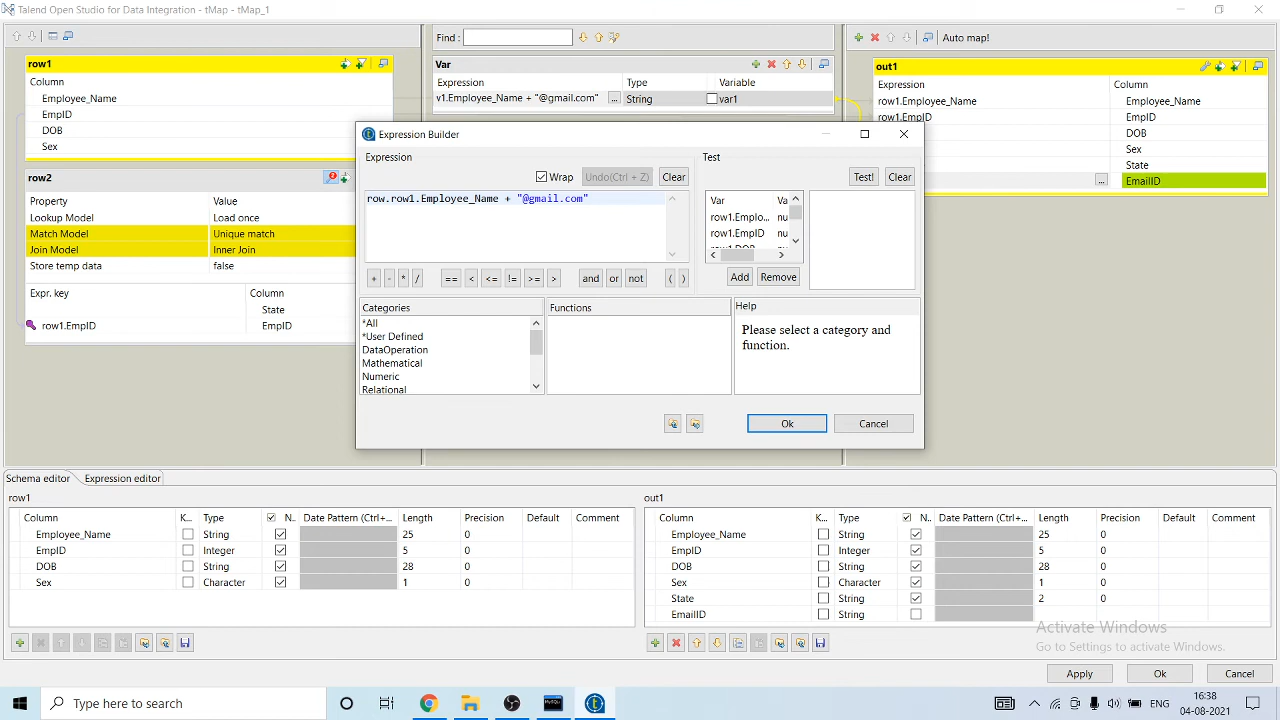 Talend Open Studio for Data Integration - tMap - tMap_1
Find :
Auto map!
row1
Column
Employee_Name
EmpID
DOB
Sex
row2
Property Value
Lookup Model Load once
Match Model Unique match
Join Model Inner Join
Store temp data false
Expr. key Column
State
row1.EmpID EmpID
Var
Expression Type Variable
v1.Employee_Name + "@gmail.com" ... String var1
out1
Expression Column
row1.Employee_Name Employee_Name
row1.EmpID EmpID
DOB
Sex
State
... EmailID
Expression Builder
Expression
Wrap Undo(Ctrl + Z) Clear
row.row1.Employee_Name + "@gmail.com"
+ - * / == < <= != >= > and or not ( )
Test
Test! Clear
Var Va
row1.Emplo... nu
row1.EmpID nu
row1.DOB nu
Add Remove
Categories
*All
*User Defined
DataOperation
Mathematical
Numeric
Relational
Functions
Help
Please select a category and
function.
Ok Cancel
Schema editor Expression editor
row1
Column K... Type N.. Date Pattern (Ctrl+... Length Precision Default Comment
Employee_Name String 25 0
EmpID Integer 5 0
DOB String 28 0
Sex Character 1 0
out1
Column K... Type N.. Date Pattern (Ctrl+... Length Precision Default Comment
Employee_Name String 25 0
EmpID Integer 5 0
DOB String 28 0
Sex Character 1 0
State String 2 0
EmailID String
Activate Windows
Go to Settings to activate Windows.
Apply Ok Cancel
Type here to search
ENG
16:38
04-08-2021